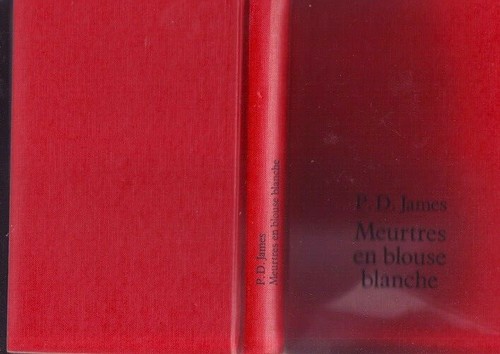 P. D. James
Meurtres en blouse blanche
P. D. James
Meurtres
en blouse
blanche